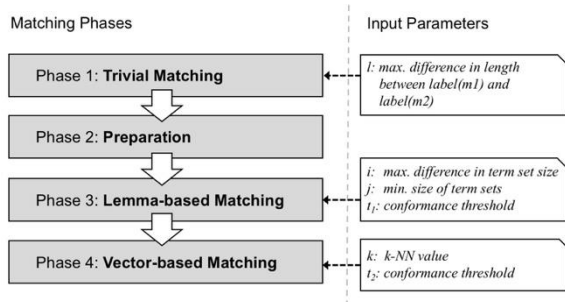 Matching Phases
Input Parameters
Phase 1: Trivial Matching
l: max. difference in length
between label(m1) and
label(m2)
Phase 2: Preparation
Phase 3: Lemma-based Matching
i: max. difference in term set size
j: min. size of term sets
t₁: conformance threshold
Phase 4: Vector-based Matching
k: k-NN value
t₂: conformance threshold